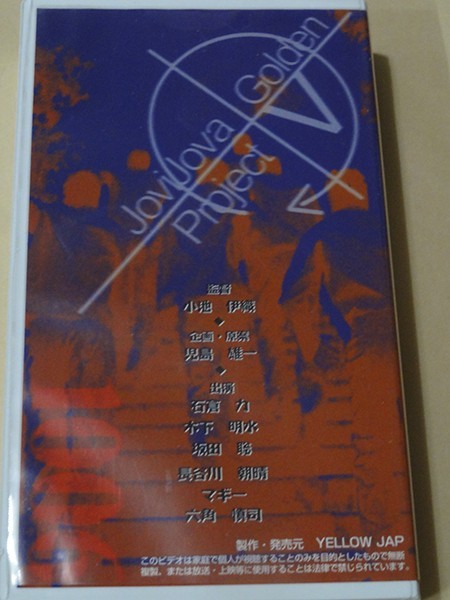 JoviJova Golden
Project V
監督
小池 伊織
◆
企画・原案
児島 雄一
◆
出演
石倉 力
木下 明水
坂田 聡
長谷川 朝晴
マギー
六角 慎司
製作・発売元 YELLOW JAP
このビデオは家庭で個人が視聴することのみを目的としたもので無断
複製、または放送・上映等に使用することは法律で禁じられています。